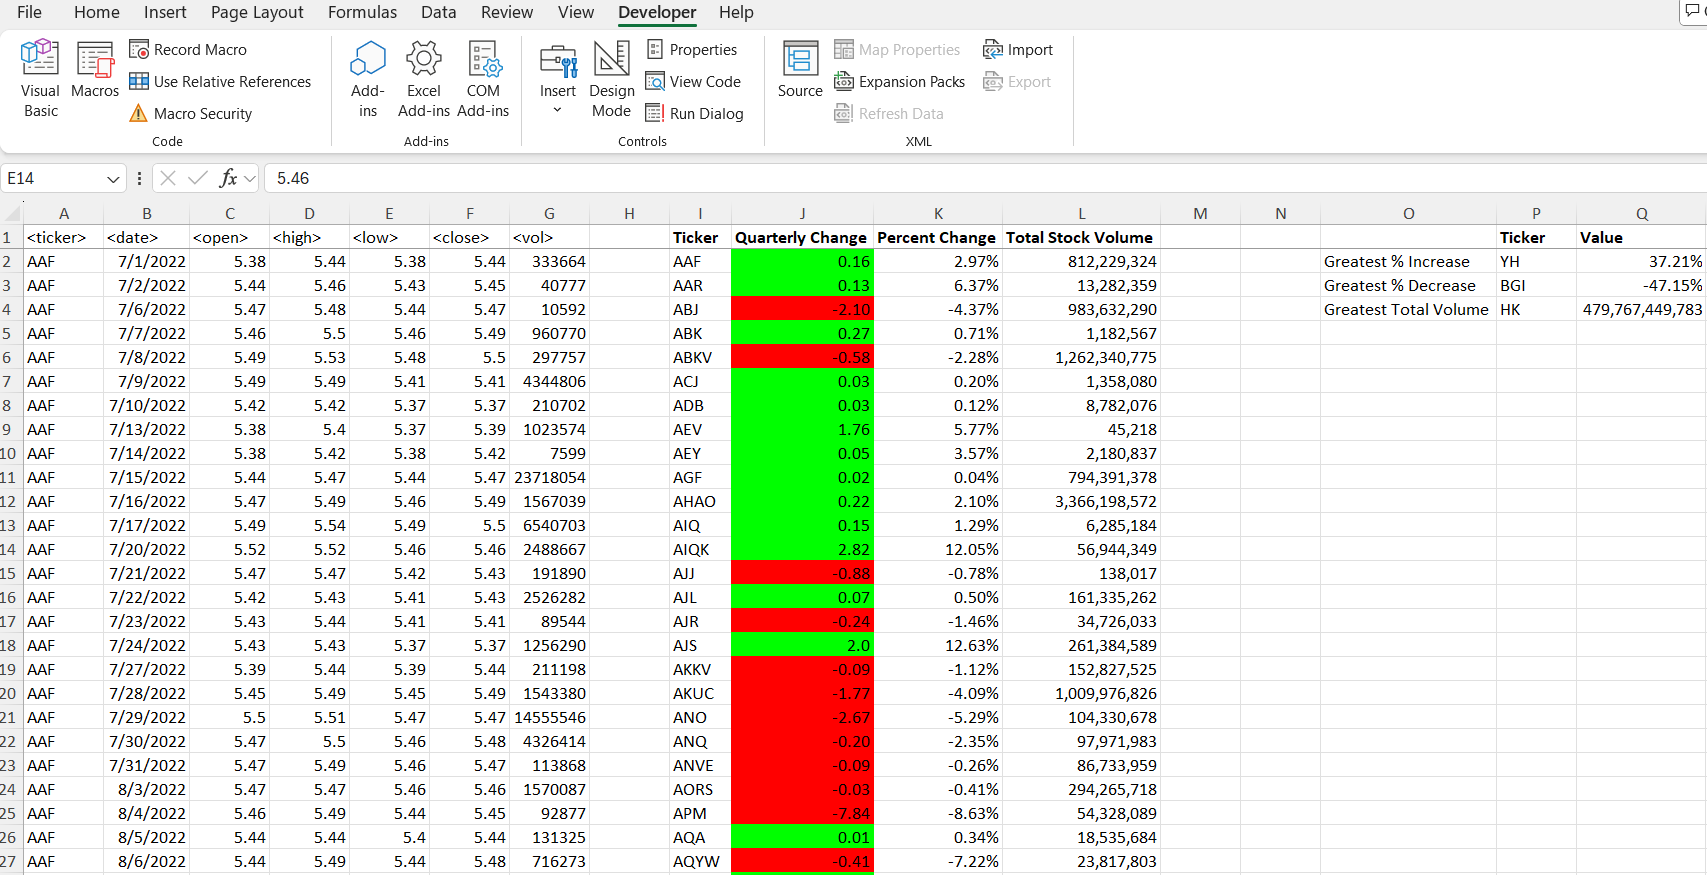 File Home Insert Page Layout Formulas Data Review View Developer Help
Visual Basic
Macros
Record Macro
Use Relative References
Macro Security
Code
Add-ins
Excel Add-ins
COM Add-ins
Add-ins
Insert
Design Mode
Properties
View Code
Run Dialog
Controls
Source
Map Properties
Expansion Packs
Refresh Data
Import
Export
XML
E14 fx 5.46
A B C D E F G H I J K L M N O P Q
1 <ticker> <date> <open> <high> <low> <close> <vol> Ticker Quarterly Change Percent Change Total Stock Volume Ticker Value
2 AAF 7/1/2022 5.38 5.44 5.38 5.44 333664 AAF 0.16 2.97% 812,229,324 Greatest % Increase YH 37.21%
3 AAF 7/2/2022 5.44 5.46 5.43 5.45 40777 AAR 0.13 6.37% 13,282,359 Greatest % Decrease BGI -47.15%
4 AAF 7/6/2022 5.47 5.48 5.44 5.47 10592 ABJ -2.10 -4.37% 983,632,290 Greatest Total Volume HK 479,767,449,783
5 AAF 7/7/2022 5.46 5.5 5.46 5.49 960770 ABK 0.27 0.71% 1,182,567
6 AAF 7/8/2022 5.49 5.53 5.48 5.5 297757 ABKV -0.58 -2.28% 1,262,340,775
7 AAF 7/9/2022 5.49 5.49 5.41 5.41 4344806 ACJ 0.03 0.20% 1,358,080
8 AAF 7/10/2022 5.42 5.42 5.37 5.37 210702 ADB 0.03 0.12% 8,782,076
9 AAF 7/13/2022 5.38 5.4 5.37 5.39 1023574 AEV 1.76 5.77% 45,218
10 AAF 7/14/2022 5.38 5.42 5.38 5.42 7599 AEY 0.05 3.57% 2,180,837
11 AAF 7/15/2022 5.44 5.47 5.44 5.47 23718054 AGF 0.02 0.04% 794,391,378
12 AAF 7/16/2022 5.47 5.49 5.46 5.49 1567039 AHAO 0.22 2.10% 3,366,198,572
13 AAF 7/17/2022 5.49 5.54 5.49 5.5 6540703 AIQ 0.15 1.29% 6,285,184
14 AAF 7/20/2022 5.52 5.52 5.46 5.46 2488667 AIQK 2.82 12.05% 56,944,349
15 AAF 7/21/2022 5.47 5.47 5.42 5.43 191890 AJJ -0.88 -0.78% 138,017
16 AAF 7/22/2022 5.42 5.43 5.41 5.43 2526282 AJL 0.07 0.50% 161,335,262
17 AAF 7/23/2022 5.43 5.44 5.41 5.41 89544 AJR -0.24 -1.46% 34,726,033
18 AAF 7/24/2022 5.43 5.43 5.37 5.37 1256290 AJS 2.0 12.63% 261,384,589
19 AAF 7/27/2022 5.39 5.44 5.39 5.44 211198 AKKV -0.09 -1.12% 152,827,525
20 AAF 7/28/2022 5.45 5.49 5.45 5.49 1543380 AKUC -1.77 -4.09% 1,009,976,826
21 AAF 7/29/2022 5.5 5.51 5.47 5.47 14555546 ANO -2.67 -5.29% 104,330,678
22 AAF 7/30/2022 5.47 5.5 5.46 5.48 4326414 ANQ -0.20 -2.35% 97,971,983
23 AAF 7/31/2022 5.47 5.49 5.46 5.47 113868 ANVE -0.09 -0.26% 86,733,959
24 AAF 8/3/2022 5.47 5.47 5.46 5.46 1570087 AORS -0.03 -0.41% 294,265,718
25 AAF 8/4/2022 5.46 5.49 5.44 5.45 92877 APM -7.84 -8.63% 54,328,089
26 AAF 8/5/2022 5.44 5.44 5.4 5.44 131325 AQA 0.01 0.34% 18,535,684
27 AAF 8/6/2022 5.44 5.49 5.44 5.48 716273 AQYW -0.41 -7.22% 23,817,803